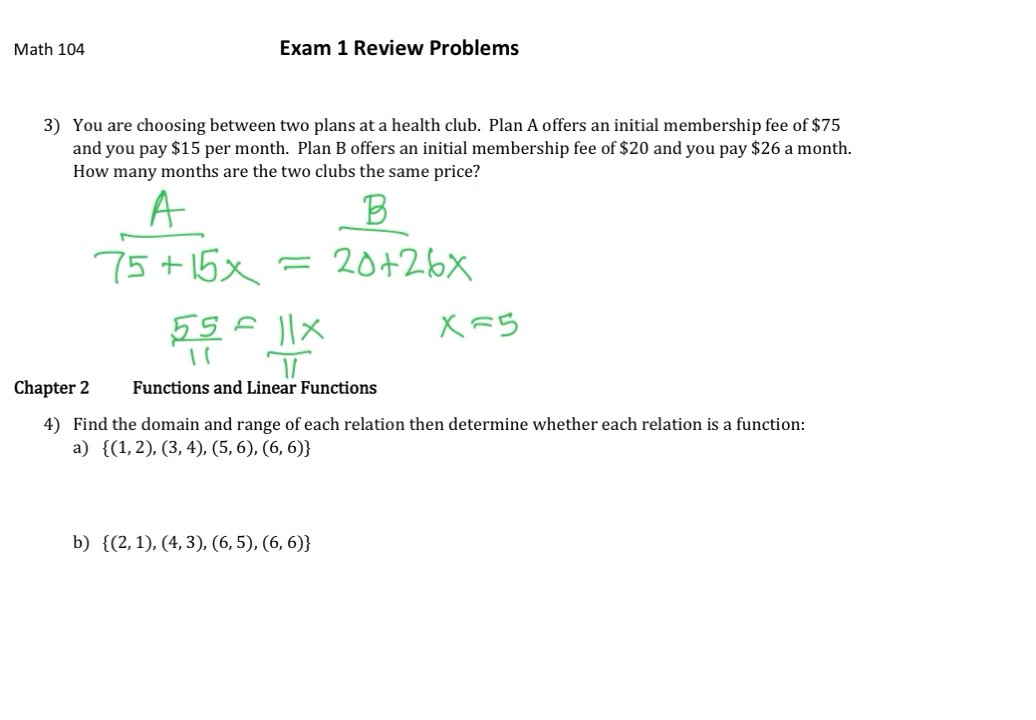 Math 104 Exam 1 Review Problems
3) You are choosing between two plans at a health club. Plan A offers an initial membership fee of $75
and you pay $15 per month. Plan B offers an initial membership fee of $20 and you pay $26 a month.
How many months are the two clubs the same price?
A B
75+15x = 20+26x
55/11 = 11x/11 x=5
Chapter 2 Functions and Linear Functions
4) Find the domain and range of each relation then determine whether each relation is a function:
a) {(1, 2), (3, 4), (5, 6), (6, 6)}
b) {(2, 1), (4, 3), (6, 5), (6, 6)}